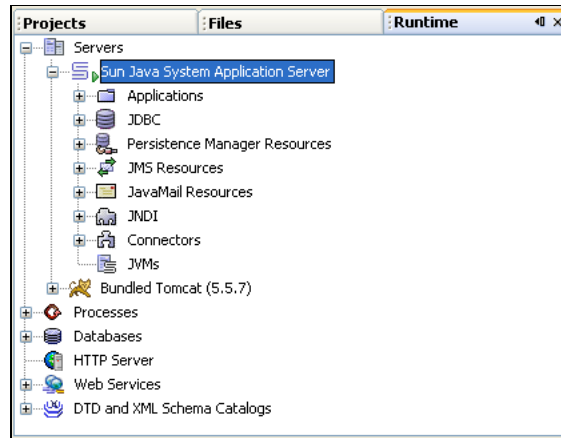 Projects Files Runtime
Servers
Sun Java System Application Server
Applications
JDBC
Persistence Manager Resources
JMS Resources
JavaMail Resources
JNDI
Connectors
JVMs
Bundled Tomcat (5.5.7)
Processes
Databases
HTTP Server
Web Services
DTD and XML Schema Catalogs